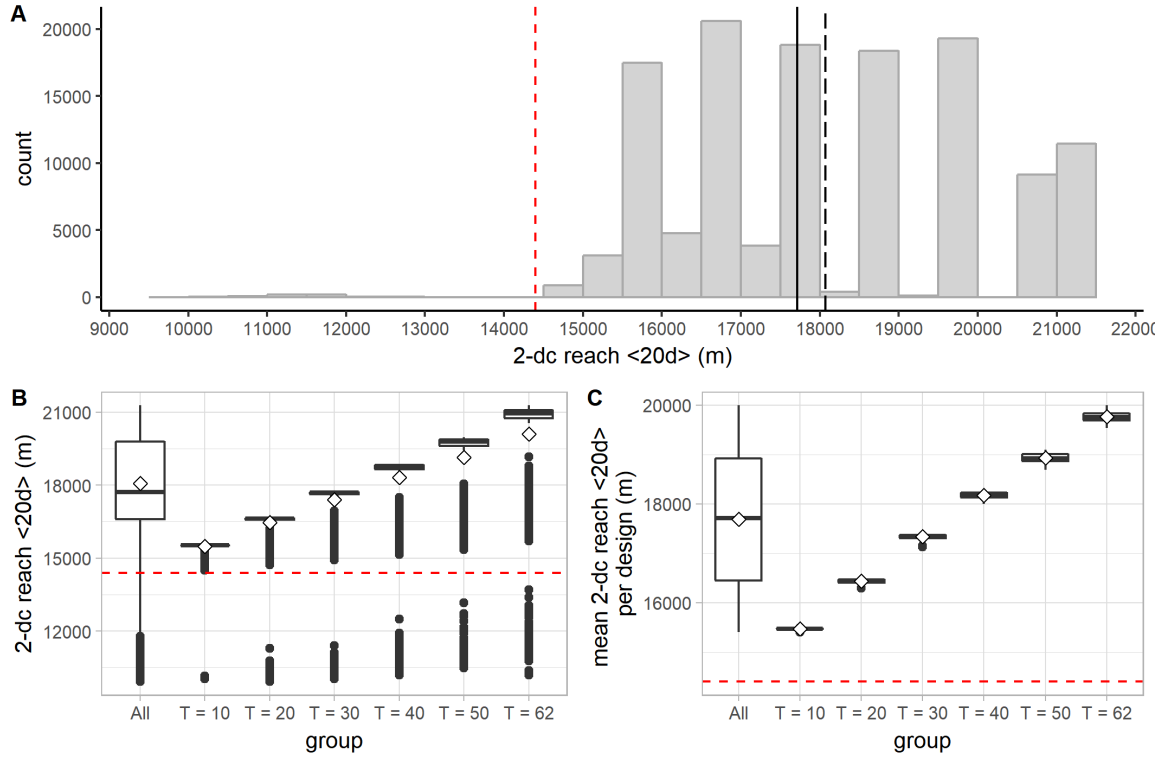 A
20000
15000
10000
5000
0
count
9000 10000 11000 12000 13000 14000 15000 16000 17000 18000 19000 20000 21000 22000
2-dc reach <20d> (m)
B
21000
18000
15000
12000
2-dc reach <20d> (m)
All T = 10 T = 20 T = 30 T = 40 T = 50 T = 62
group
C
20000
18000
16000
mean 2-dc reach <20d>
per design (m)
All T = 10 T = 20 T = 30 T = 40 T = 50 T = 62
group